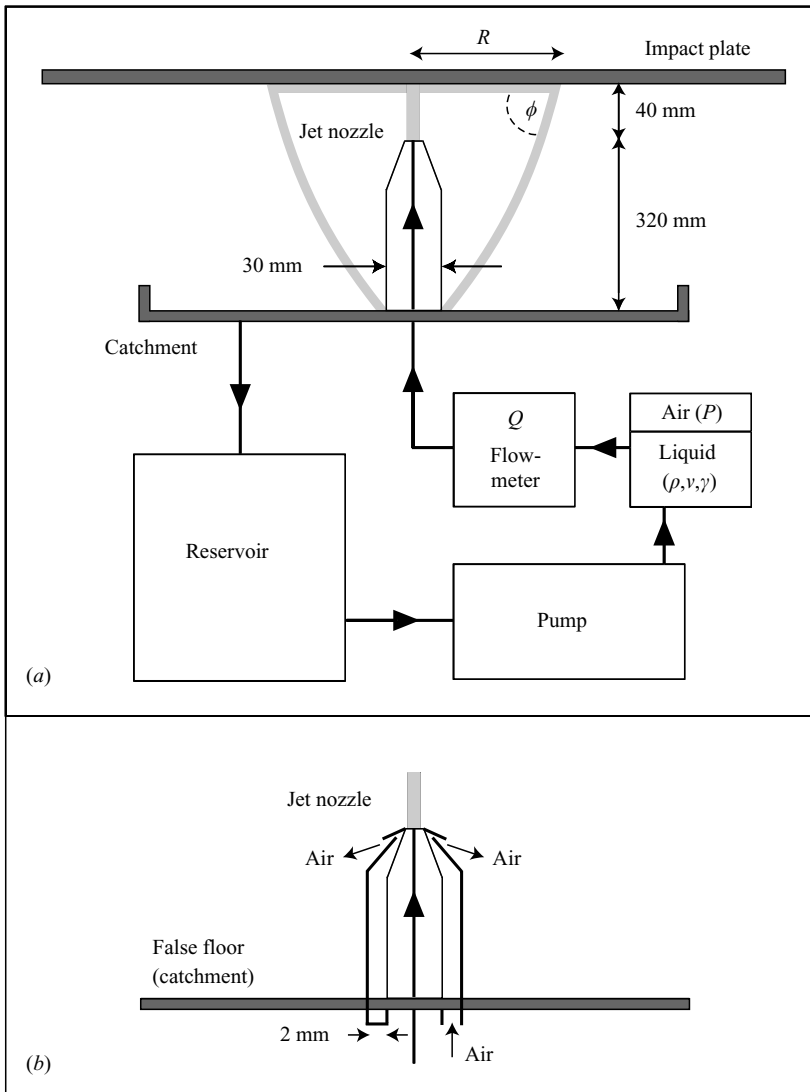 R
Impact plate
ϕ
40 mm
Jet nozzle
320 mm
30 mm
Catchment
Q
Flow-
meter
Air (P)
Liquid
(ρ,ν,γ)
Reservoir
Pump
(a)
Jet nozzle
Air
Air
False floor
(catchment)
2 mm
Air
(b)